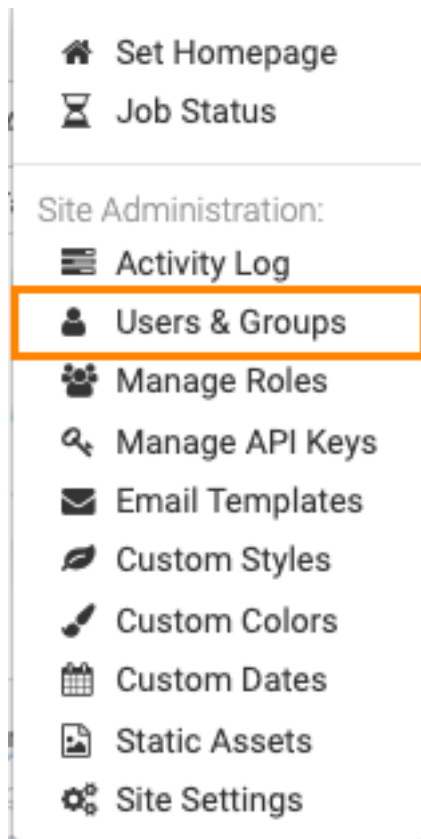 Set Homepage
Job Status
Site Administration:
Activity Log
Users & Groups
Manage Roles
Manage API Keys
Email Templates
Custom Styles
Custom Colors
Custom Dates
Static Assets
Site Settings